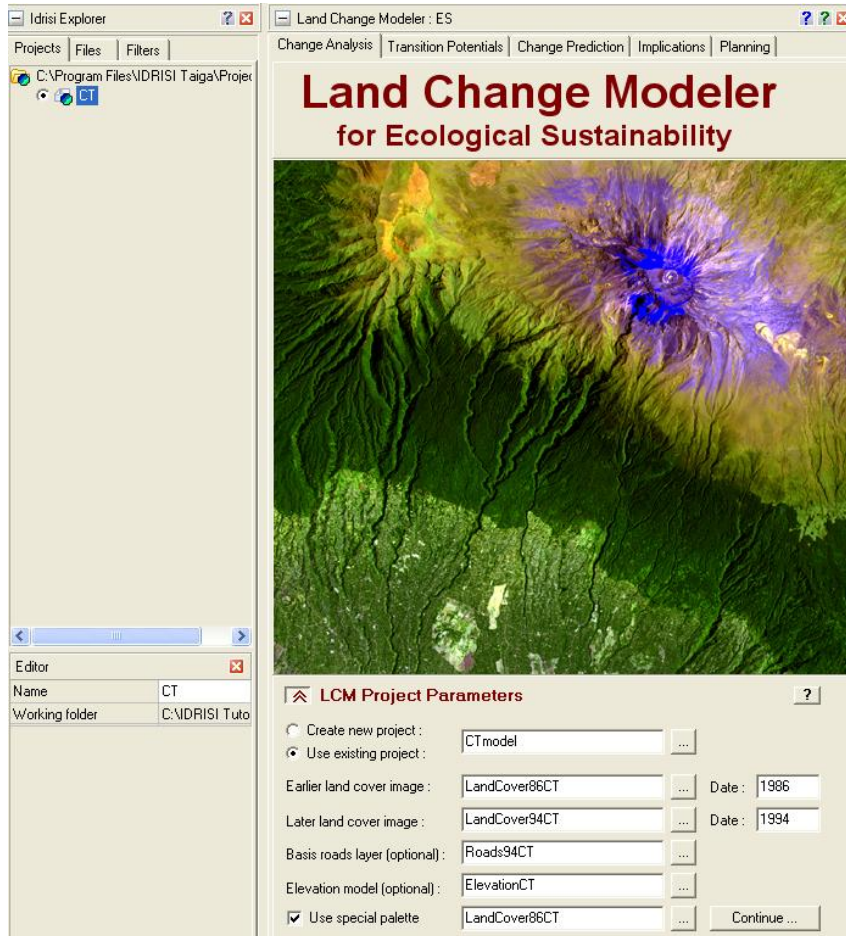 Idrisi Explorer
Projects Files Filters
C:\Program Files\IDRISI Taiga\Projec
CT
Editor
Name CT
Working folder C:\IDRISI Tuto
Land Change Modeler : ES
? ?
Change Analysis Transition Potentials Change Prediction Implications Planning
Land Change Modeler
for Ecological Sustainability
LCM Project Parameters ?
Create new project :
Use existing project : CTmodel ...
Earlier land cover image : LandCover86CT ... Date : 1986
Later land cover image : LandCover94CT ... Date : 1994
Basis roads layer (optional) : Roads94CT ...
Elevation model (optional) : ElevationCT ...
Use special palette LandCover86CT ... Continue ...